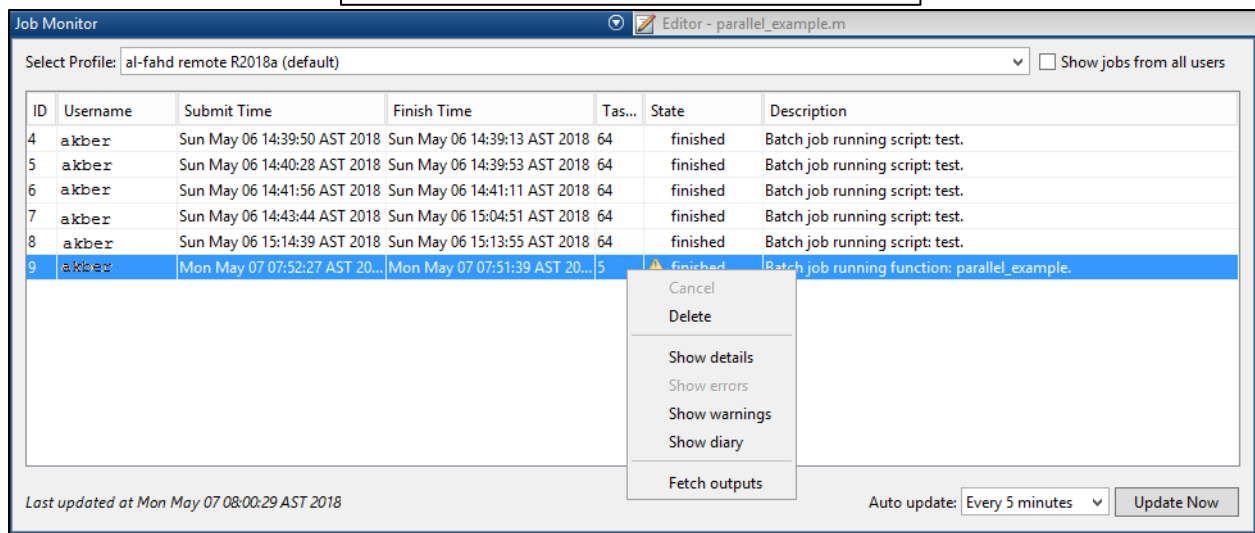 Job Monitor Editor - parallel_example.m
Select Profile: al-fahd remote R2018a (default) Show jobs from all users
ID Username Submit Time Finish Time Tas... State Description
4 akber Sun May 06 14:39:50 AST 2018 Sun May 06 14:39:13 AST 2018 64 finished Batch job running script: test.
5 akber Sun May 06 14:40:28 AST 2018 Sun May 06 14:39:53 AST 2018 64 finished Batch job running script: test.
6 akber Sun May 06 14:41:56 AST 2018 Sun May 06 14:41:11 AST 2018 64 finished Batch job running script: test.
7 akber Sun May 06 14:43:44 AST 2018 Sun May 06 15:04:51 AST 2018 64 finished Batch job running script: test.
8 akber Sun May 06 15:14:39 AST 2018 Sun May 06 15:13:55 AST 2018 64 finished Batch job running script: test.
9 akber Mon May 07 07:52:27 AST 20... Mon May 07 07:51:39 AST 20... 5 finished Batch job running function: parallel_example.
Cancel
Delete
Show details
Show errors
Show warnings
Show diary
Fetch outputs
Last updated at Mon May 07 08:00:29 AST 2018 Auto update: Every 5 minutes Update Now